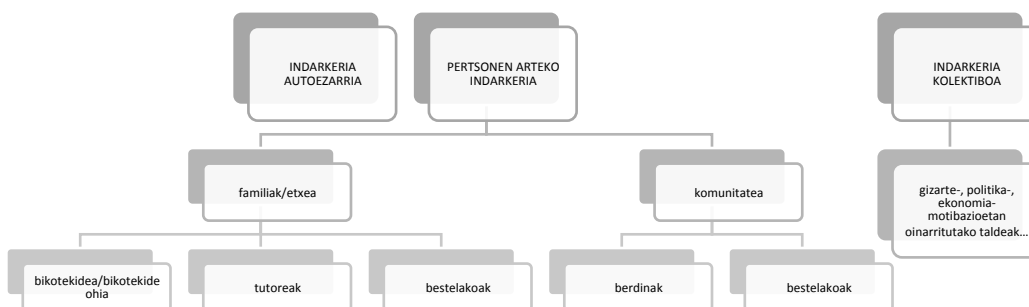 INDARKERIA
AUTOEZARRIA
PERTSONEN ARTEKO
INDARKERIA
INDARKERIA
KOLEKTIBOA
familiak/etxea
komunitatea
gizarte-, politika-,
ekonomia-
motibazioetan
oinarritutako taldeak...
bikotekidea/bikotekide
ohia
tutoreak
bestelakoak
berdinak
bestelakoak